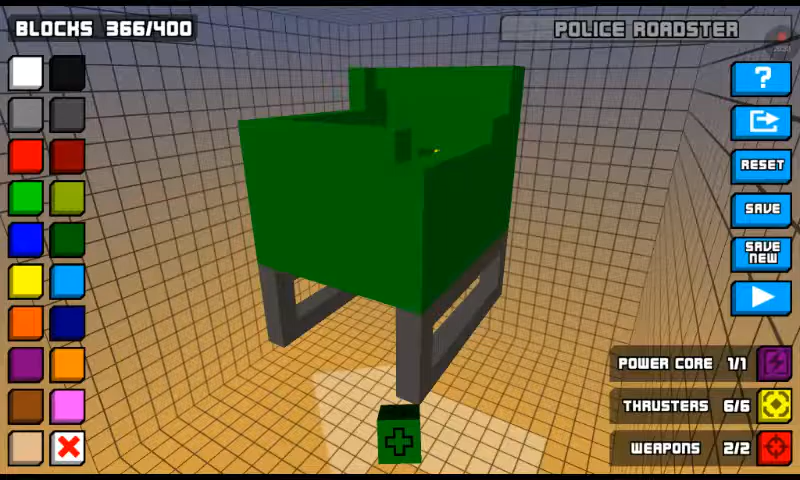 BLOCKS 366/400
POLICE ROADSTER
?
RESET
SAVE
SAVE
NEW
POWER CORE 1/1
THRUSTERS 6/6
WEAPONS 2/2